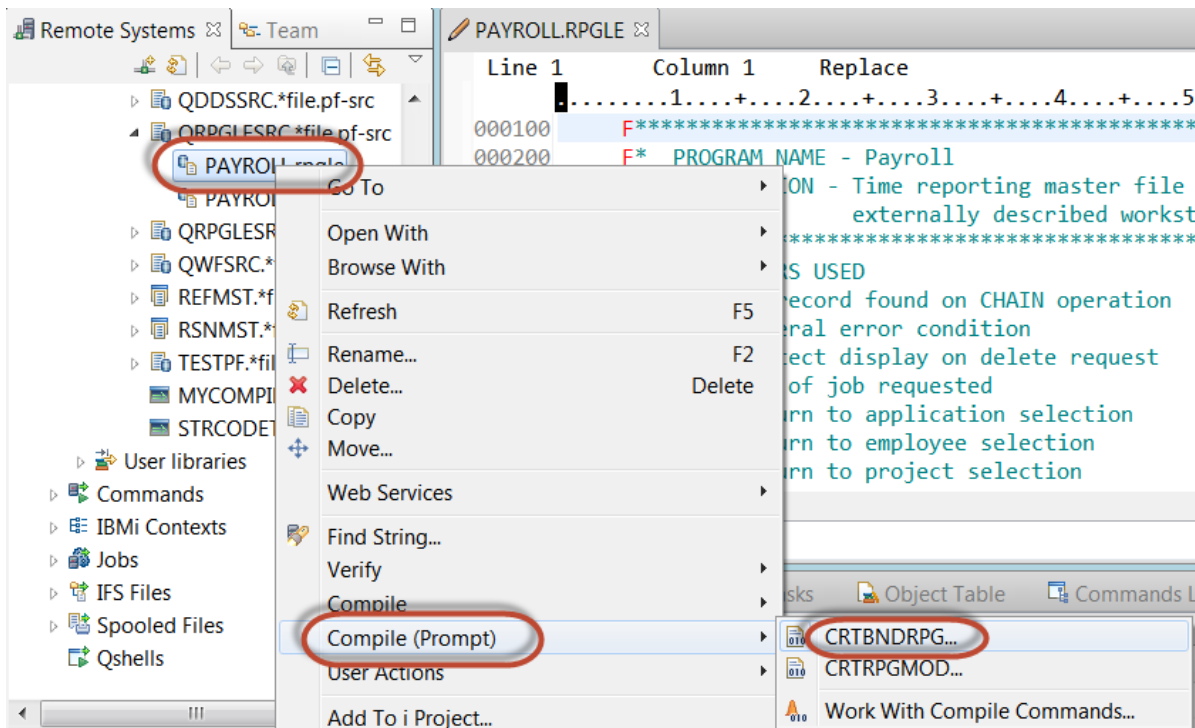 Remote Systems Team
QDDSSRC.*file.pf-src
QRPGLESRC.*file.pf-src
PAYROLL.rpgle
PAYROL
QRPGLESR
QWFSRC.*
REFMST.*f
RSNMST.*f
TESTPF.*fil
MYCOMPI
STRCODET
User libraries
Commands
IBMi Contexts
Jobs
IFS Files
Spooled Files
Qshells
Go To
Open With
Browse With
Refresh F5
Rename... F2
Delete... Delete
Copy
Move...
Web Services
Find String...
Verify
Compile
Compile (Prompt)
User Actions
Add To i Project...
CRTBNDRPG...
CRTRPGMOD...
Work With Compile Commands...
PAYROLL.RPGLE
Line 1 Column 1 Replace
.........1....+....2....+....3....+....4....+....5
000100 F********************************************
000200 F* PROGRAM NAME - Payroll
ION - Time reporting master file
externally described workst
*********************************
RS USED
record found on CHAIN operation
eral error condition
ect display on delete request
of job requested
urn to application selection
urn to employee selection
urn to project selection
sks Object Table Commands L